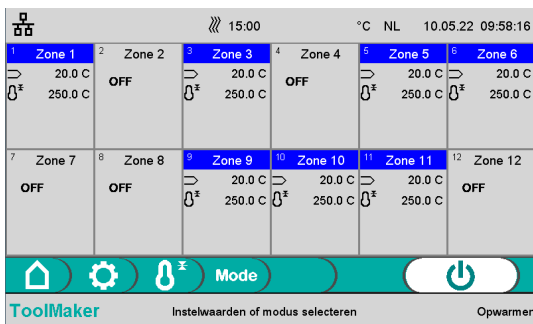 15:00 °C NL 10.05.22 09:58:16
1 Zone 1 2 Zone 2 3 Zone 3 4 Zone 4 5 Zone 5 6 Zone 6
20.0 C OFF 20.0 C OFF 20.0 C 20.0 C
250.0 C 250.0 C 250.0 C 250.0 C
7 Zone 7 8 Zone 8 9 Zone 9 10 Zone 10 11 Zone 11 12 Zone 12
OFF OFF 20.0 C 20.0 C 20.0 C OFF
250.0 C 250.0 C 250.0 C
Mode
ToolMaker Instelwaarden of modus selecteren Opwarmen